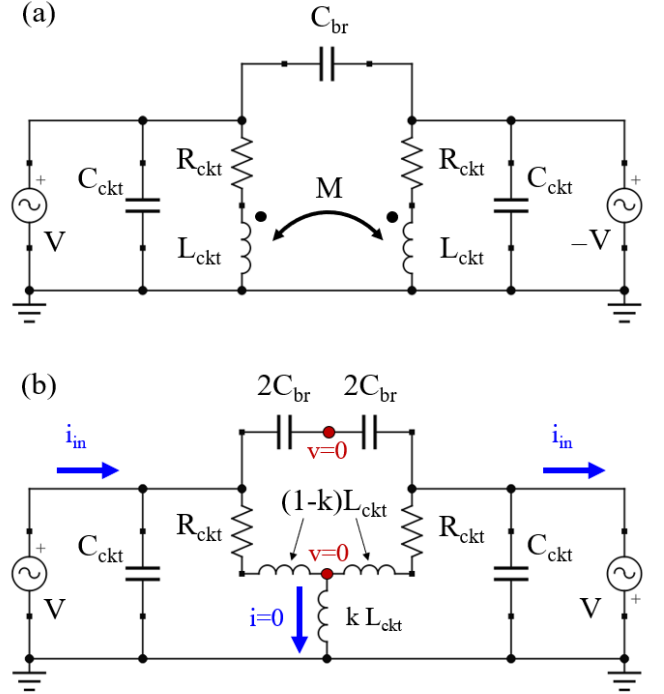 (a)
C_br
C_ckt
R_ckt
R_ckt
C_ckt
M
+
V
L_ckt
L_ckt
+
–V
(b)
2C_br
2C_br
i_in
i_in
v=0
(1-k)L_ckt
R_ckt
R_ckt
C_ckt
C_ckt
v=0
+
V
i=0
k L_ckt
V
+